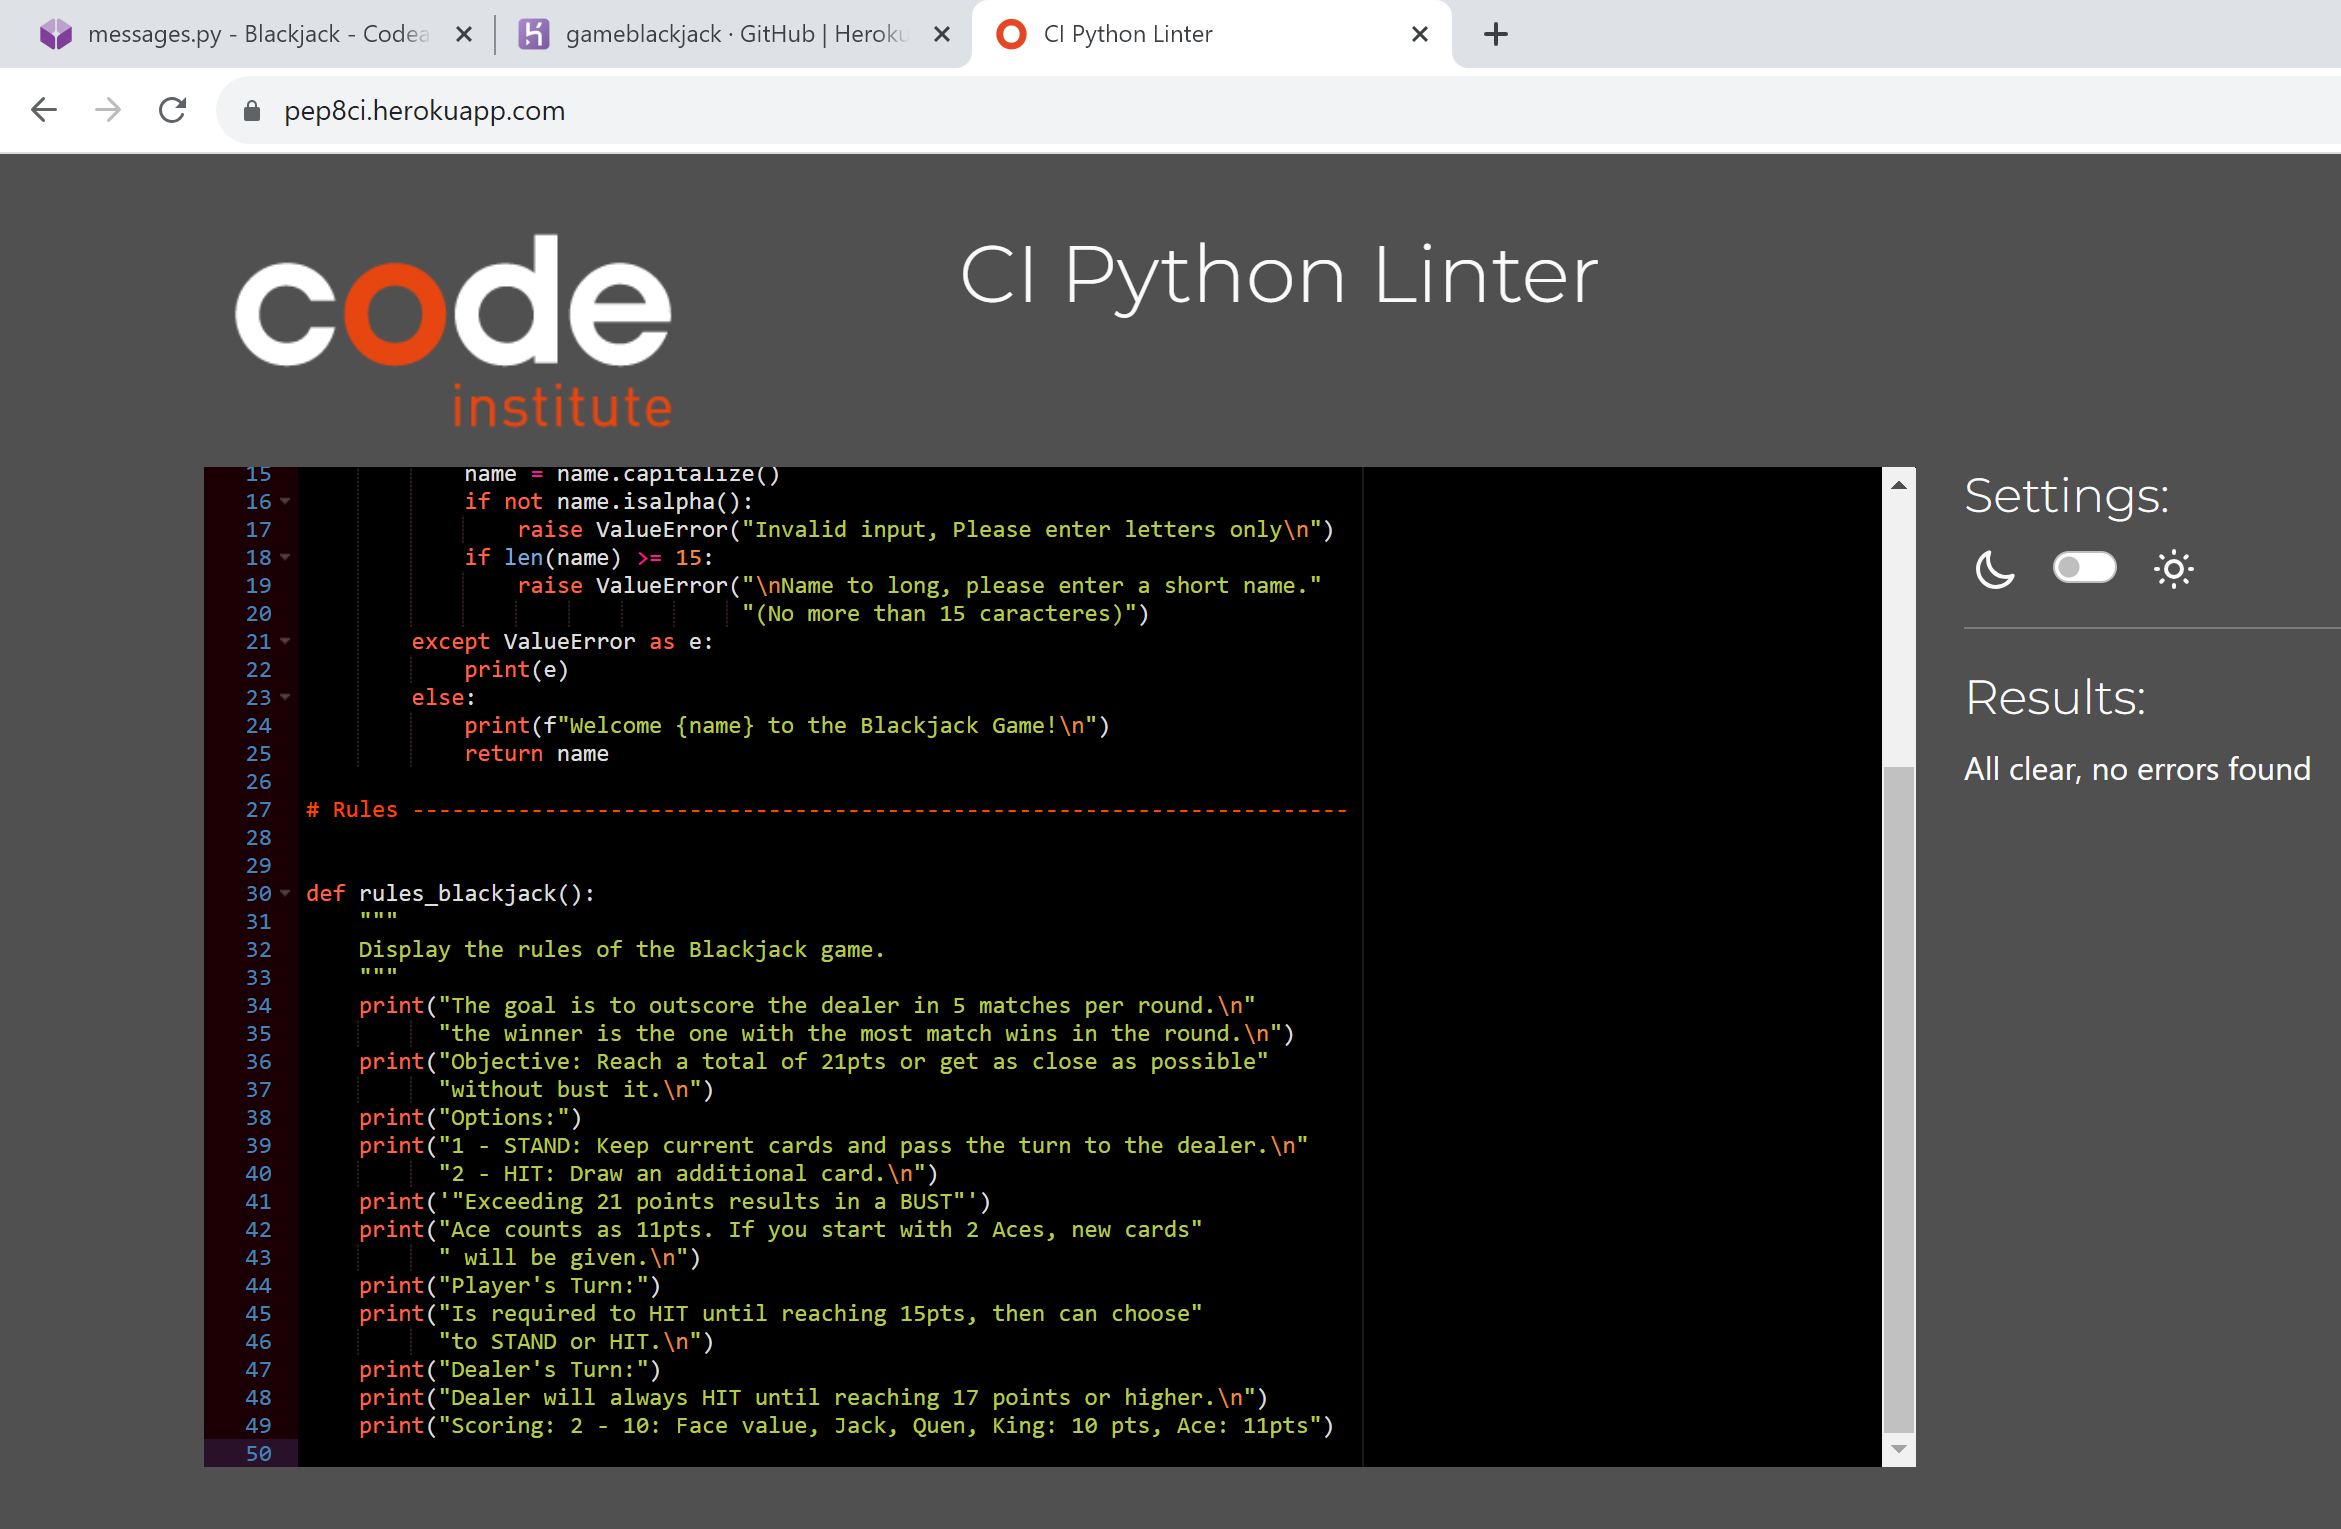 messages.py - Blackjack - Codea
gameblackjack · GitHub | Heroku
CI Python Linter
pep8ci.herokuapp.com
code
institute
CI Python Linter
15             name = name.capitalize()
16             if not name.isalpha():
17                 raise ValueError("Invalid input, Please enter letters only\n")
18             if len(name) >= 15:
19                 raise ValueError("\nName to long, please enter a short name."
20                                  "(No more than 15 caracteres)")
21         except ValueError as e:
22             print(e)
23         else:
24             print(f"Welcome {name} to the Blackjack Game!\n")
25             return name
26
27 # Rules -----------------------------------------------------------------------
28
29
30 def rules_blackjack():
31     """
32     Display the rules of the Blackjack game.
33     """
34     print("The goal is to outscore the dealer in 5 matches per round.\n"
35           "the winner is the one with the most match wins in the round.\n")
36     print("Objective: Reach a total of 21pts or get as close as possible"
37           "without bust it.\n")
38     print("Options:")
39     print("1 - STAND: Keep current cards and pass the turn to the dealer.\n"
40           "2 - HIT: Draw an additional card.\n")
41     print('"Exceeding 21 points results in a BUST"')
42     print("Ace counts as 11pts. If you start with 2 Aces, new cards"
43           " will be given.\n")
44     print("Player's Turn:")
45     print("Is required to HIT until reaching 15pts, then can choose"
46           "to STAND or HIT.\n")
47     print("Dealer's Turn:")
48     print("Dealer will always HIT until reaching 17 points or higher.\n")
49     print("Scoring: 2 - 10: Face value, Jack, Quen, King: 10 pts, Ace: 11pts")
50
Settings:
Results:
All clear, no errors found